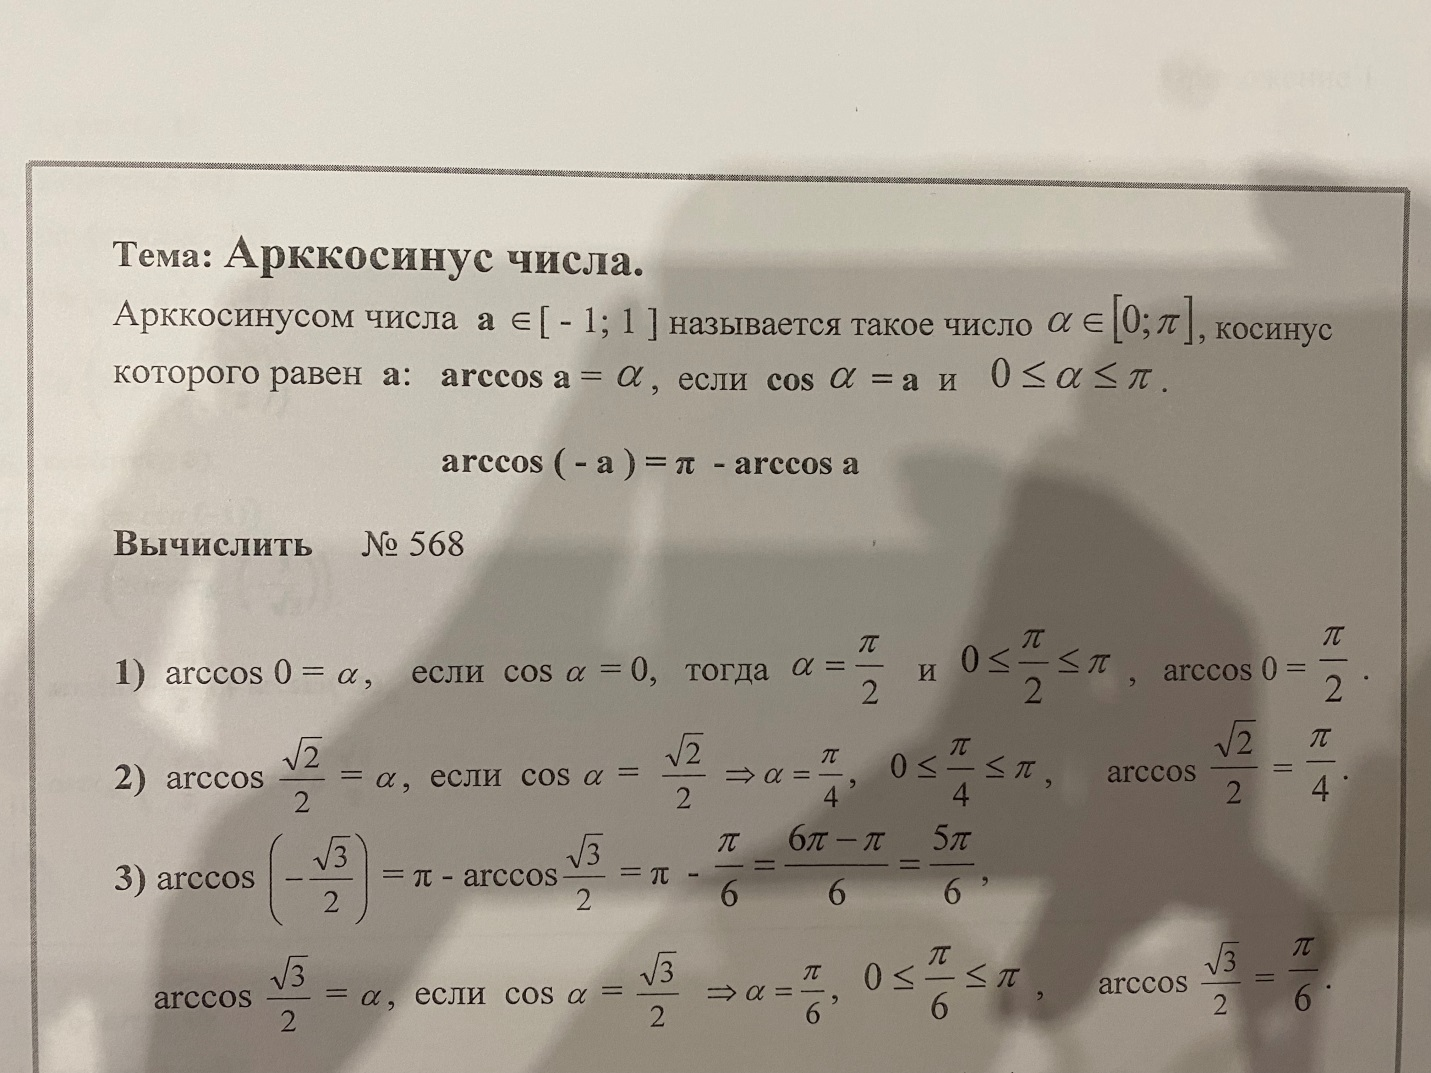 Тема: Арккосинус числа.
Арккосинусом числа a ∈ [ - 1; 1 ] называется такое число α ∈ [0; π], косинус
которого равен a: arccos a = α, если cos α = a и 0 ≤ α ≤ π.
arccos ( - a ) = π - arccos a
Вычислить № 568
1) arccos 0 = α, если cos α = 0, тогда α = π/2 и 0 ≤ π/2 ≤ π, arccos 0 = π/2.
2) arccos √2/2 = α, если cos α = √2/2 ⇒ α = π/4, 0 ≤ π/4 ≤ π, arccos √2/2 = π/4.
3) arccos (−√3/2) = π - arccos √3/2 = π - π/6 = 6π − π/6 = 5π/6,
arccos √3/2 = α, если cos α = √3/2 ⇒ α = π/6, 0 ≤ π/6 ≤ π, arccos √3/2 = π/6.